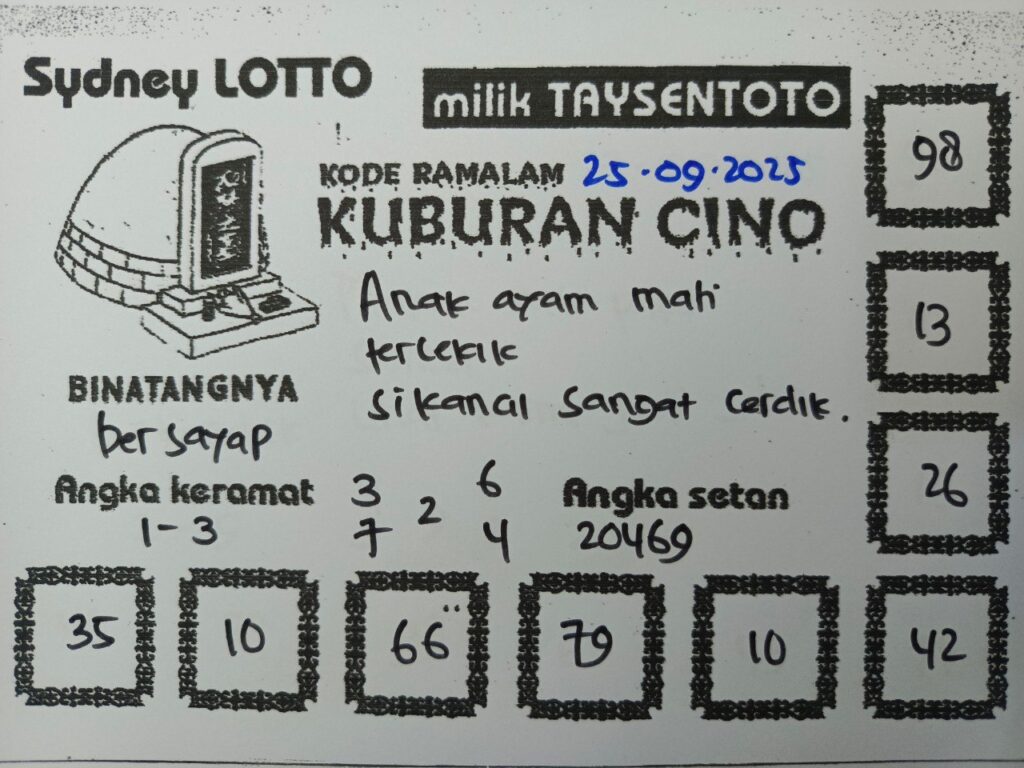 Sydney LOTTO
milik TAYSENTOTO
KODE RAMALAM 25.09.2025
KUBURAN CINO
Anak ayam mati
tercekik
sikanal sangat cerdik.
BINATANGNYA
bersayap
Angka keramat
1-3
3 6
2
7 4
Angka setan
20469
98
13
26
35 10 66 79 10 42